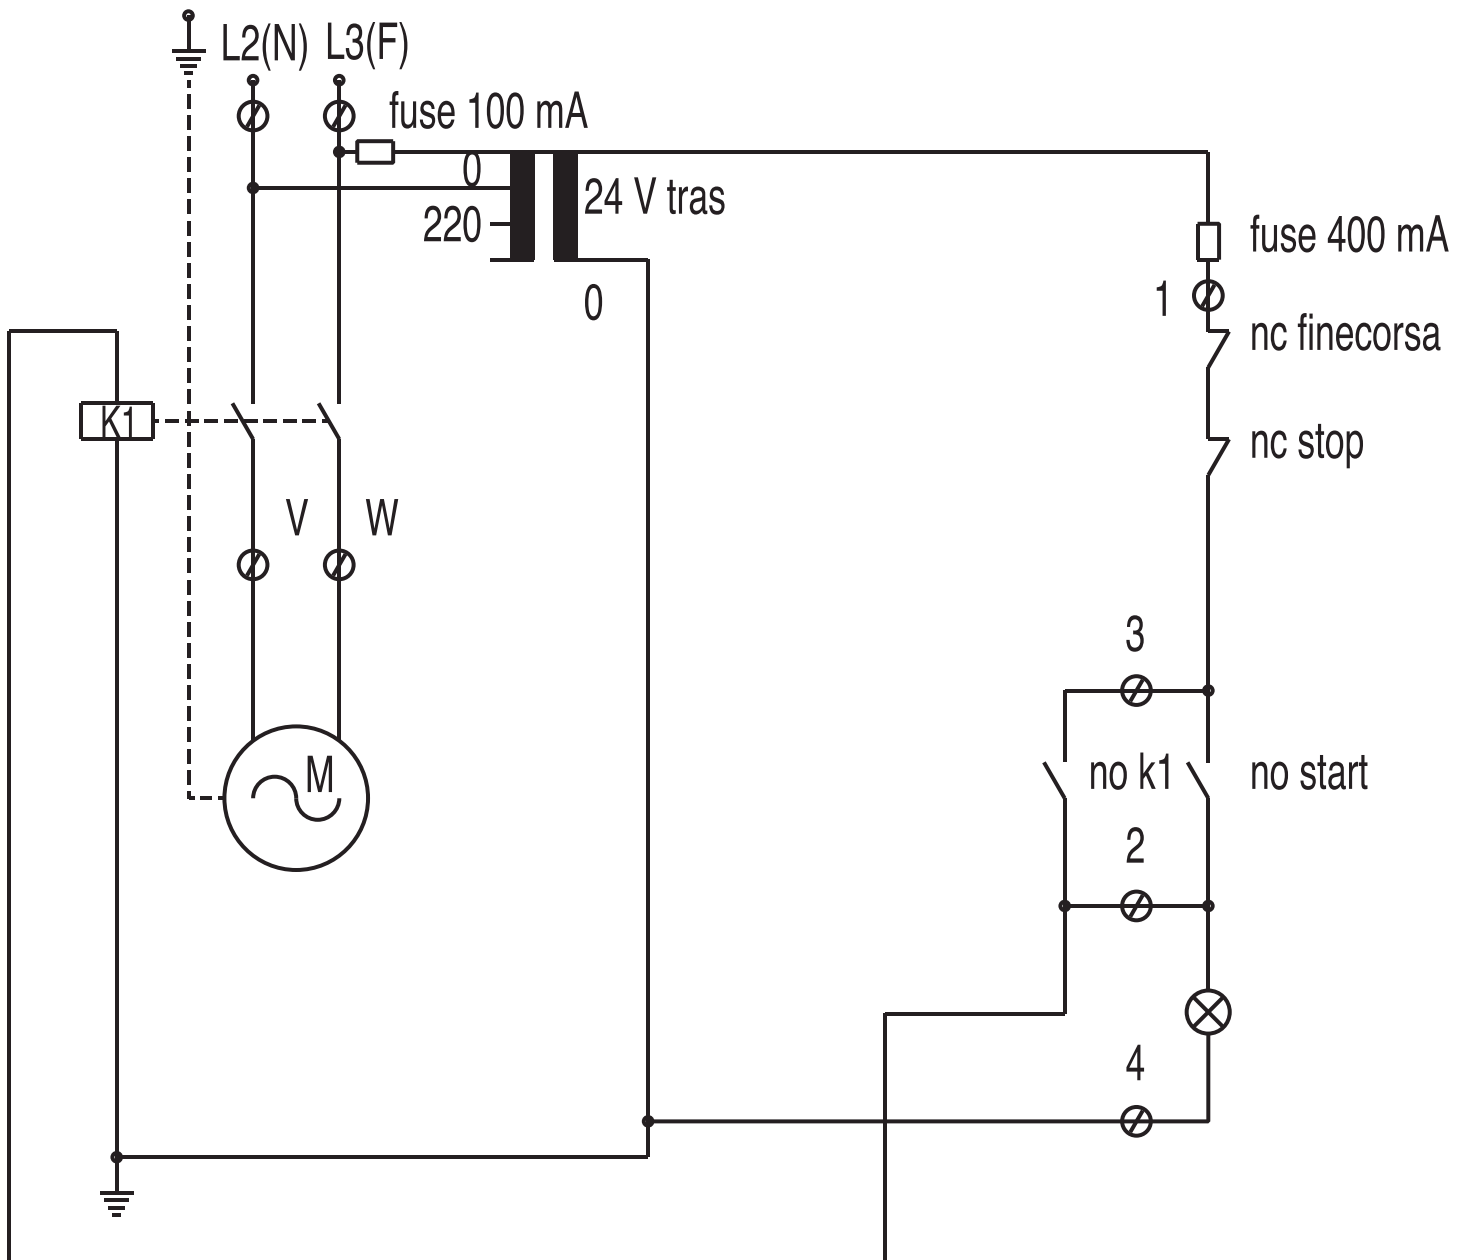 L2(N) L3(F)
fuse 100 mA
0
24 V tras
220
fuse 400 mA
0
1
nc finecorsa
K1
nc stop
V W
3
M
no k1
no start
2
4